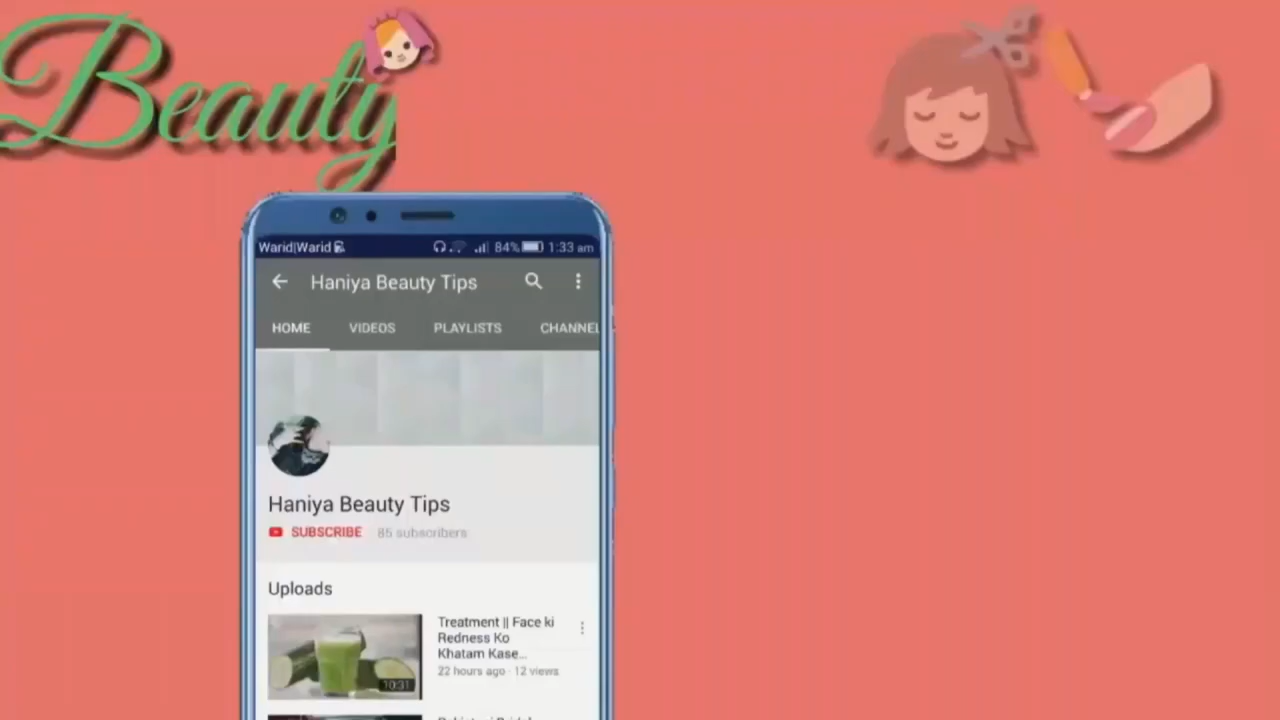 Beauty
Warid|Warid 84% 1:33 am
Haniya Beauty Tips
HOME VIDEOS PLAYLISTS CHANNEL
Haniya Beauty Tips
SUBSCRIBE 85 subscribers
Uploads
Treatment || Face ki
Redness Ko
Khatam Kase...
22 hours ago · 12 views
10:31